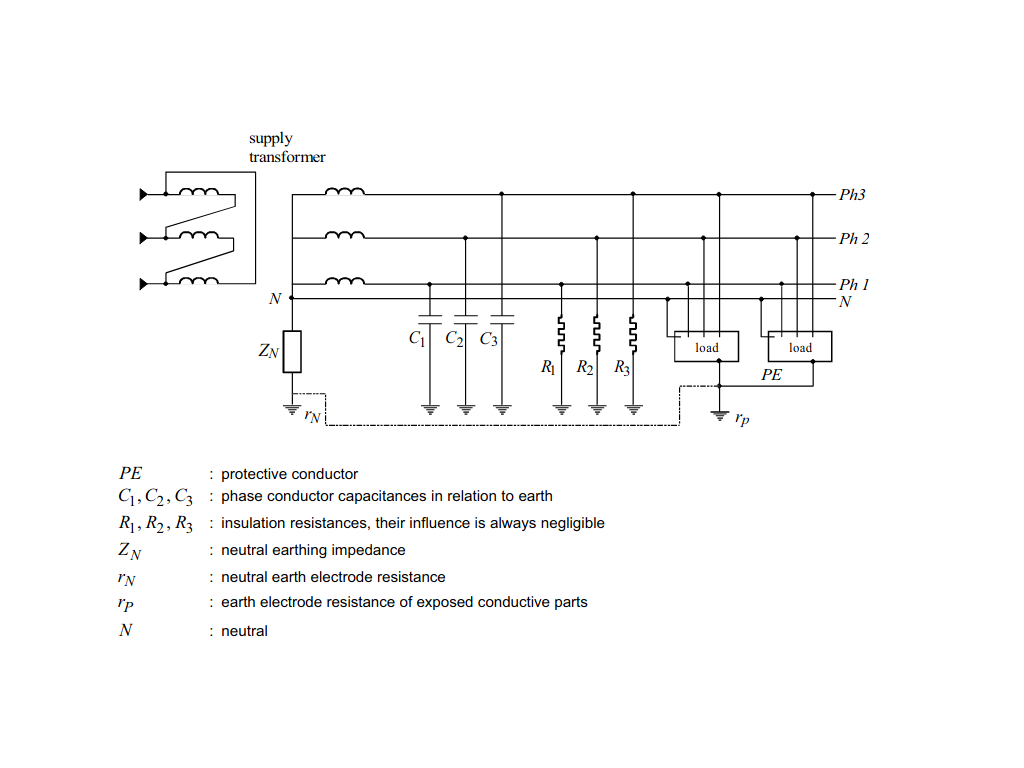 supply
transformer
Ph3
Ph 2
Ph 1
N
N
Z_N
C_1 C_2 C_3
R_1 R_2 R_3
load
load
PE
r_N
r_p
PE : protective conductor
C_1, C_2, C_3 : phase conductor capacitances in relation to earth
R_1, R_2, R_3 : insulation resistances, their influence is always negligible
Z_N : neutral earthing impedance
r_N : neutral earth electrode resistance
r_P : earth electrode resistance of exposed conductive parts
N : neutral